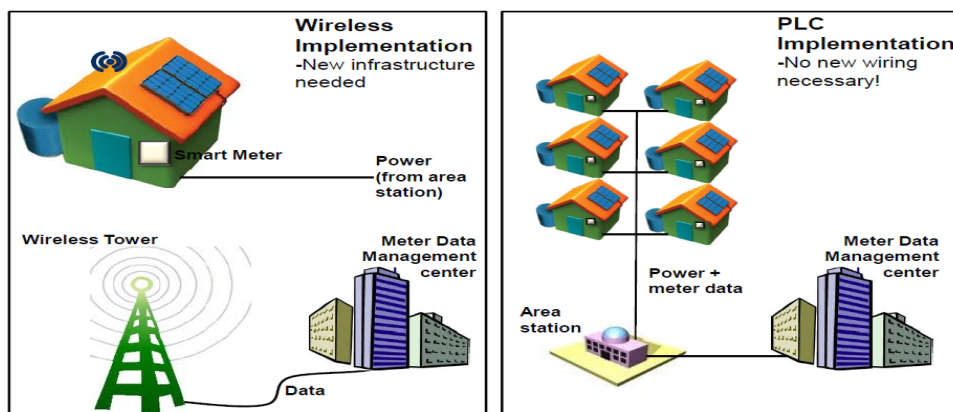 Wireless
Implementation
-New infrastructure
needed
Smart Meter
Power
(from area
station)
Wireless Tower
Meter Data
Management
center
Data
PLC
Implementation
-No new wiring
necessary!
Power +
meter data
Area
station
Meter Data
Management
center